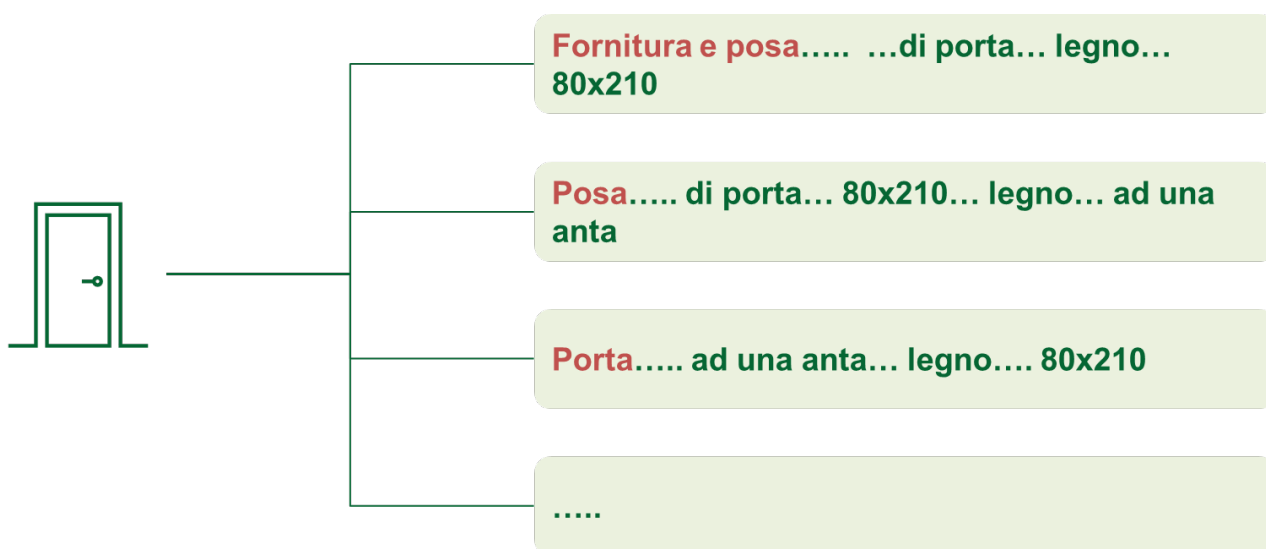 Fornitura e posa….. …di porta… legno…
80x210
Posa….. di porta… 80x210… legno… ad una
anta
Porta….. ad una anta… legno…. 80x210
…..